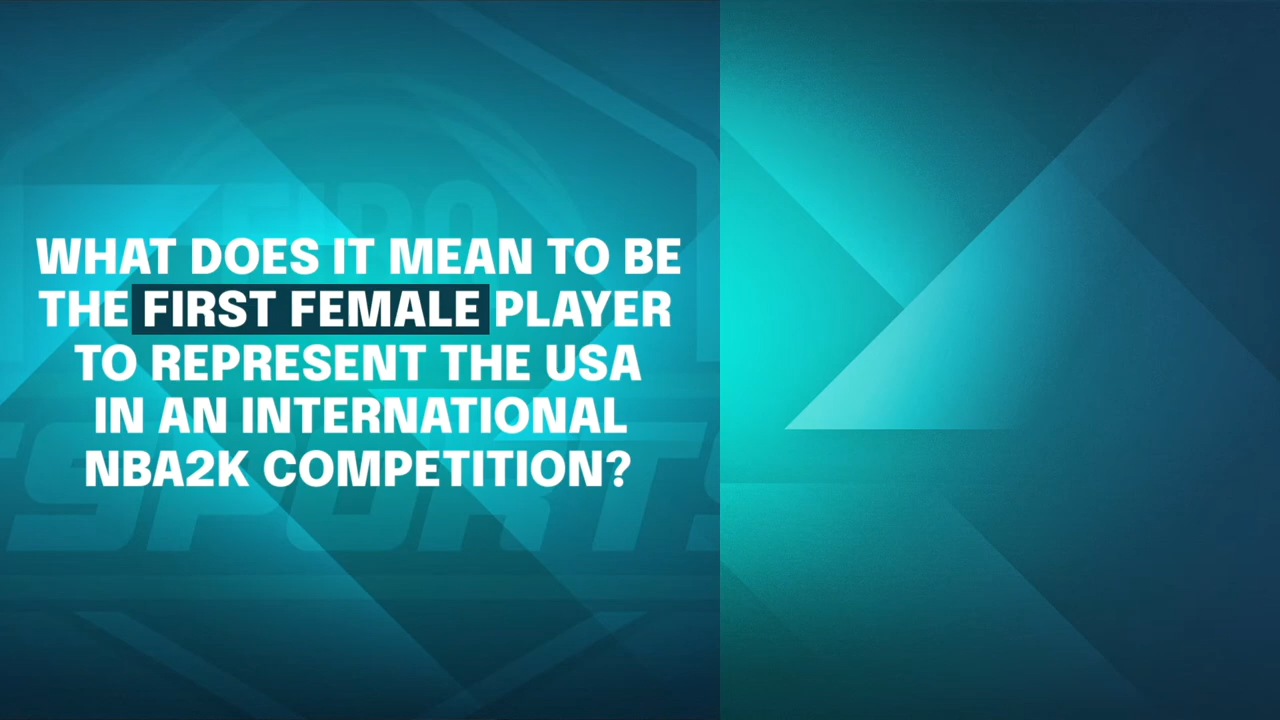 WHAT DOES IT MEAN TO BE
THE FIRST FEMALE PLAYER
TO REPRESENT THE USA
IN AN INTERNATIONAL
NBA2K COMPETITION?
ESPORTS